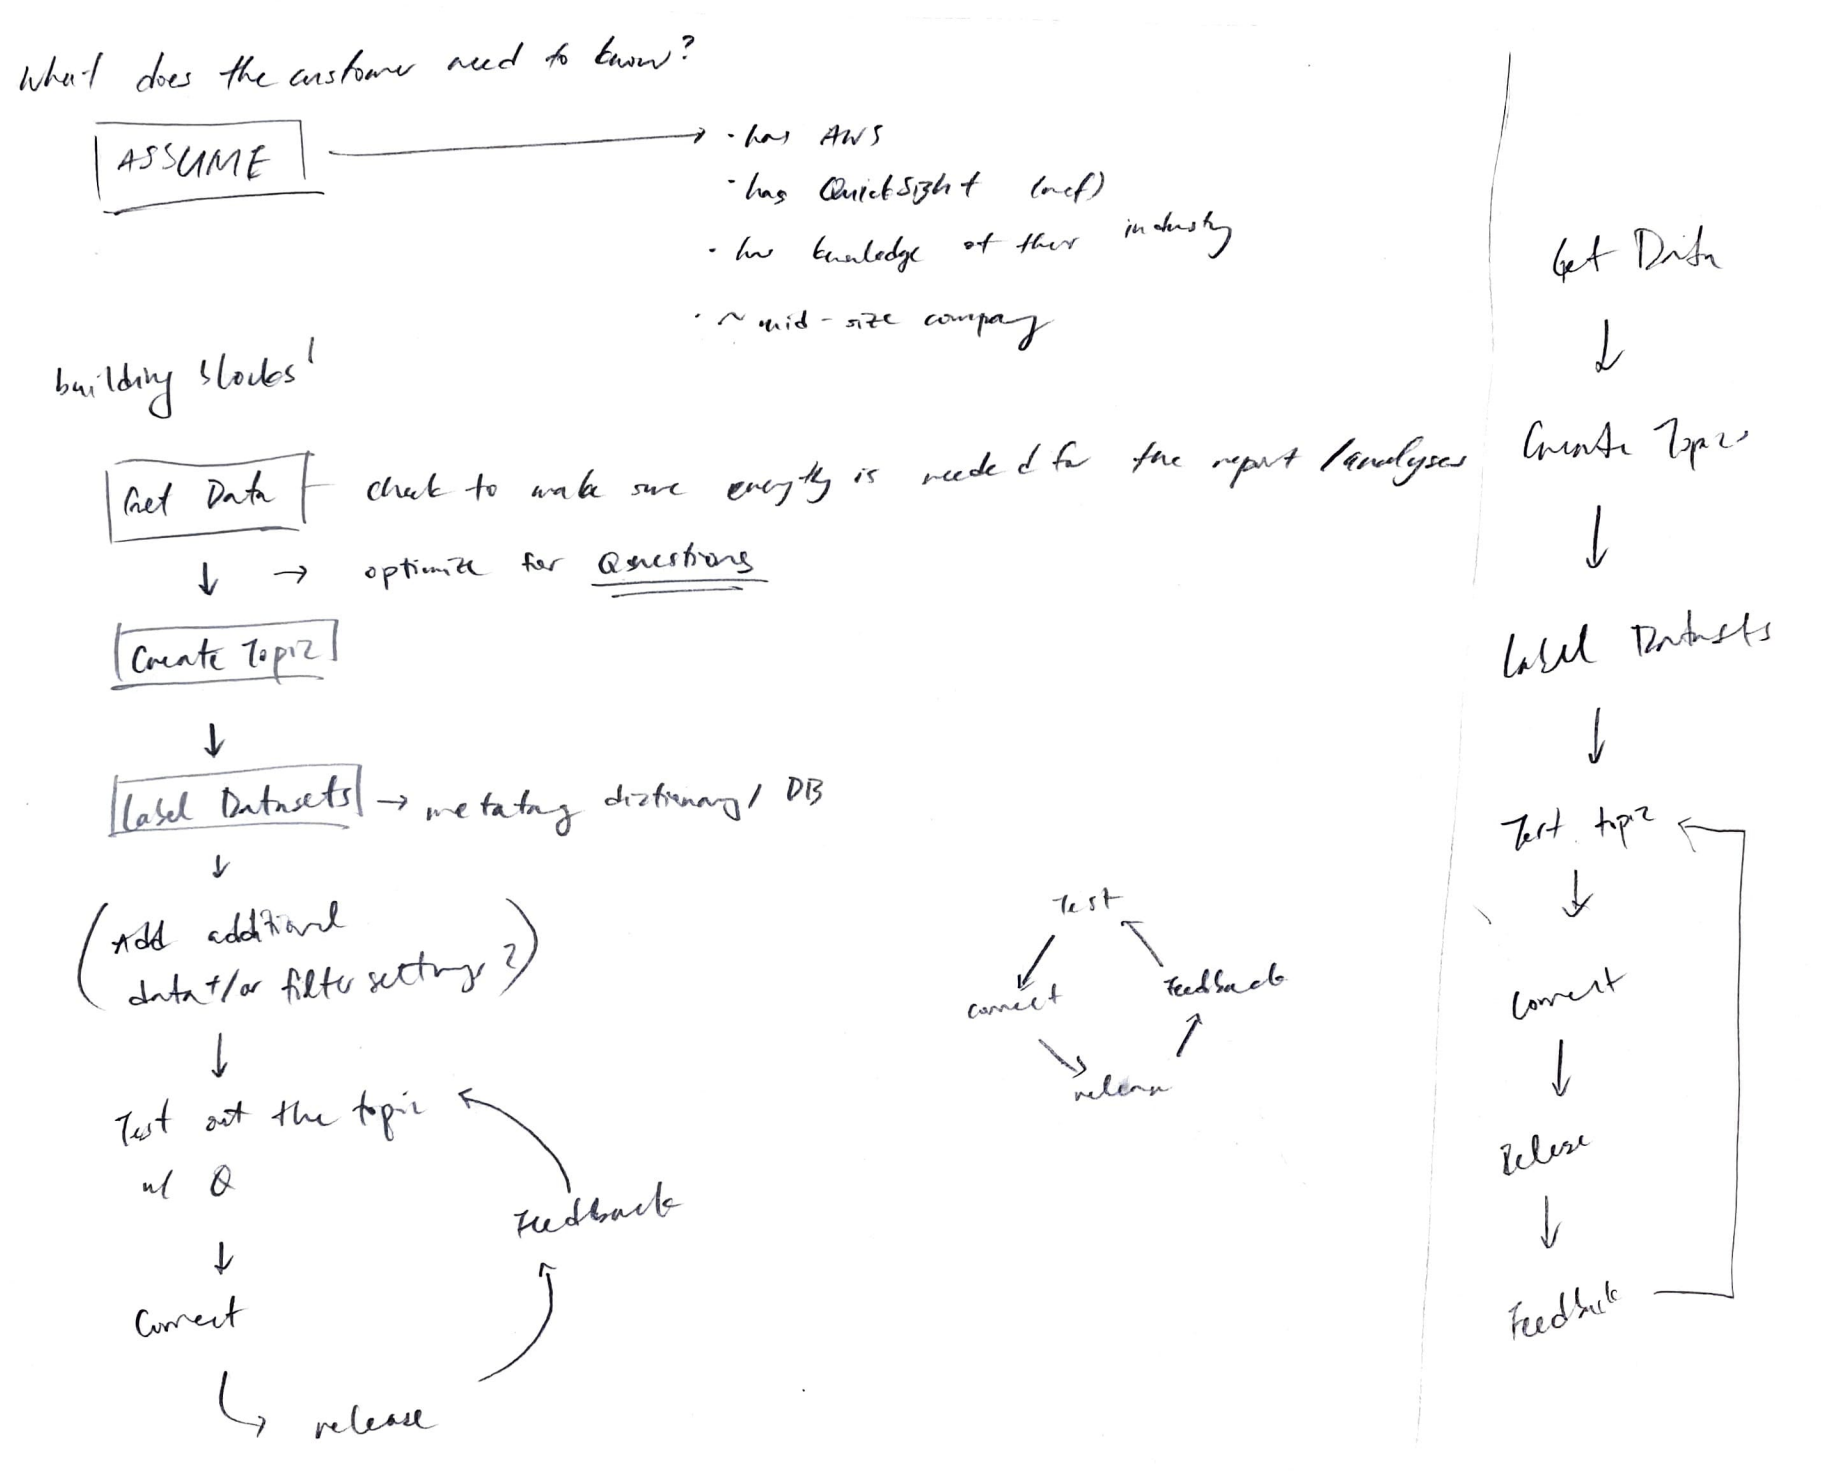 What does the customer need to know?
ASSUME
· has AWS
· has QuickSight
· has knowledge of their industry
· ~ mid-size company
building blocks!
Get Data
check to make sure everything is needed for the report / analyses
→ optimize for Questions
Create Topic
Label Datasets → metatag dictionary / DB
(Add additional
data +/or filter settings?)
Test out the topic
w/ Q
Feedback
Correct
release
Test
Correct
Feedback
release
Get Data
Create Topic
Label Datasets
Test topic
Correct
Release
Feedback